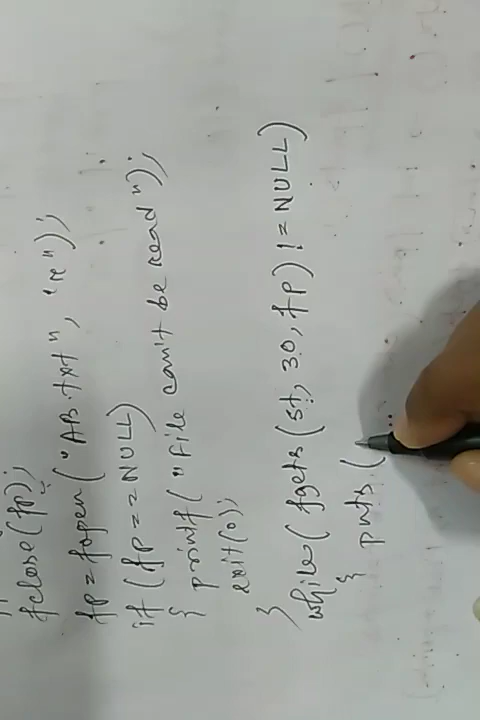 fclose(fp);
fp=fopen("AB.txt", "r");
if (fp==NULL)
{ printf("File can't be read");
exit(0);
}
while(fgets(st, 30, fp)!=NULL)
{ puts(